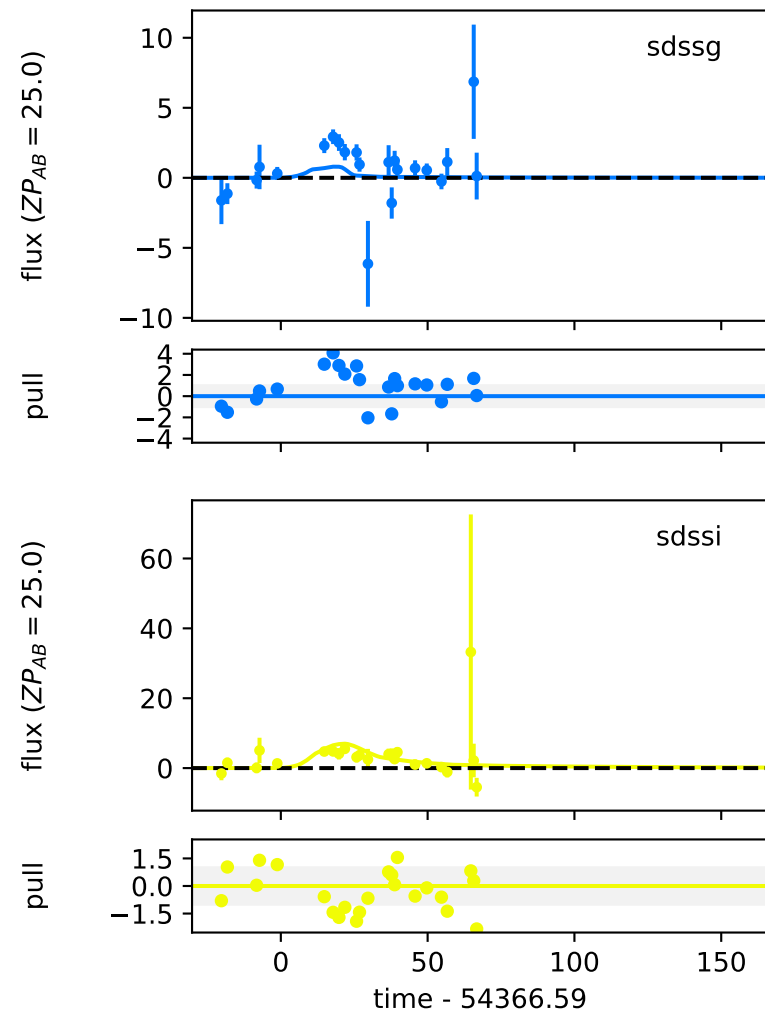 sdssg
flux (ZP_AB = 25.0)
10
5
0
−5
−10
pull
4
2
0
−2
−4
sdssi
flux (ZP_AB = 25.0)
60
40
20
0
pull
1.5
0.0
−1.5
0 50 100 150
time - 54366.59